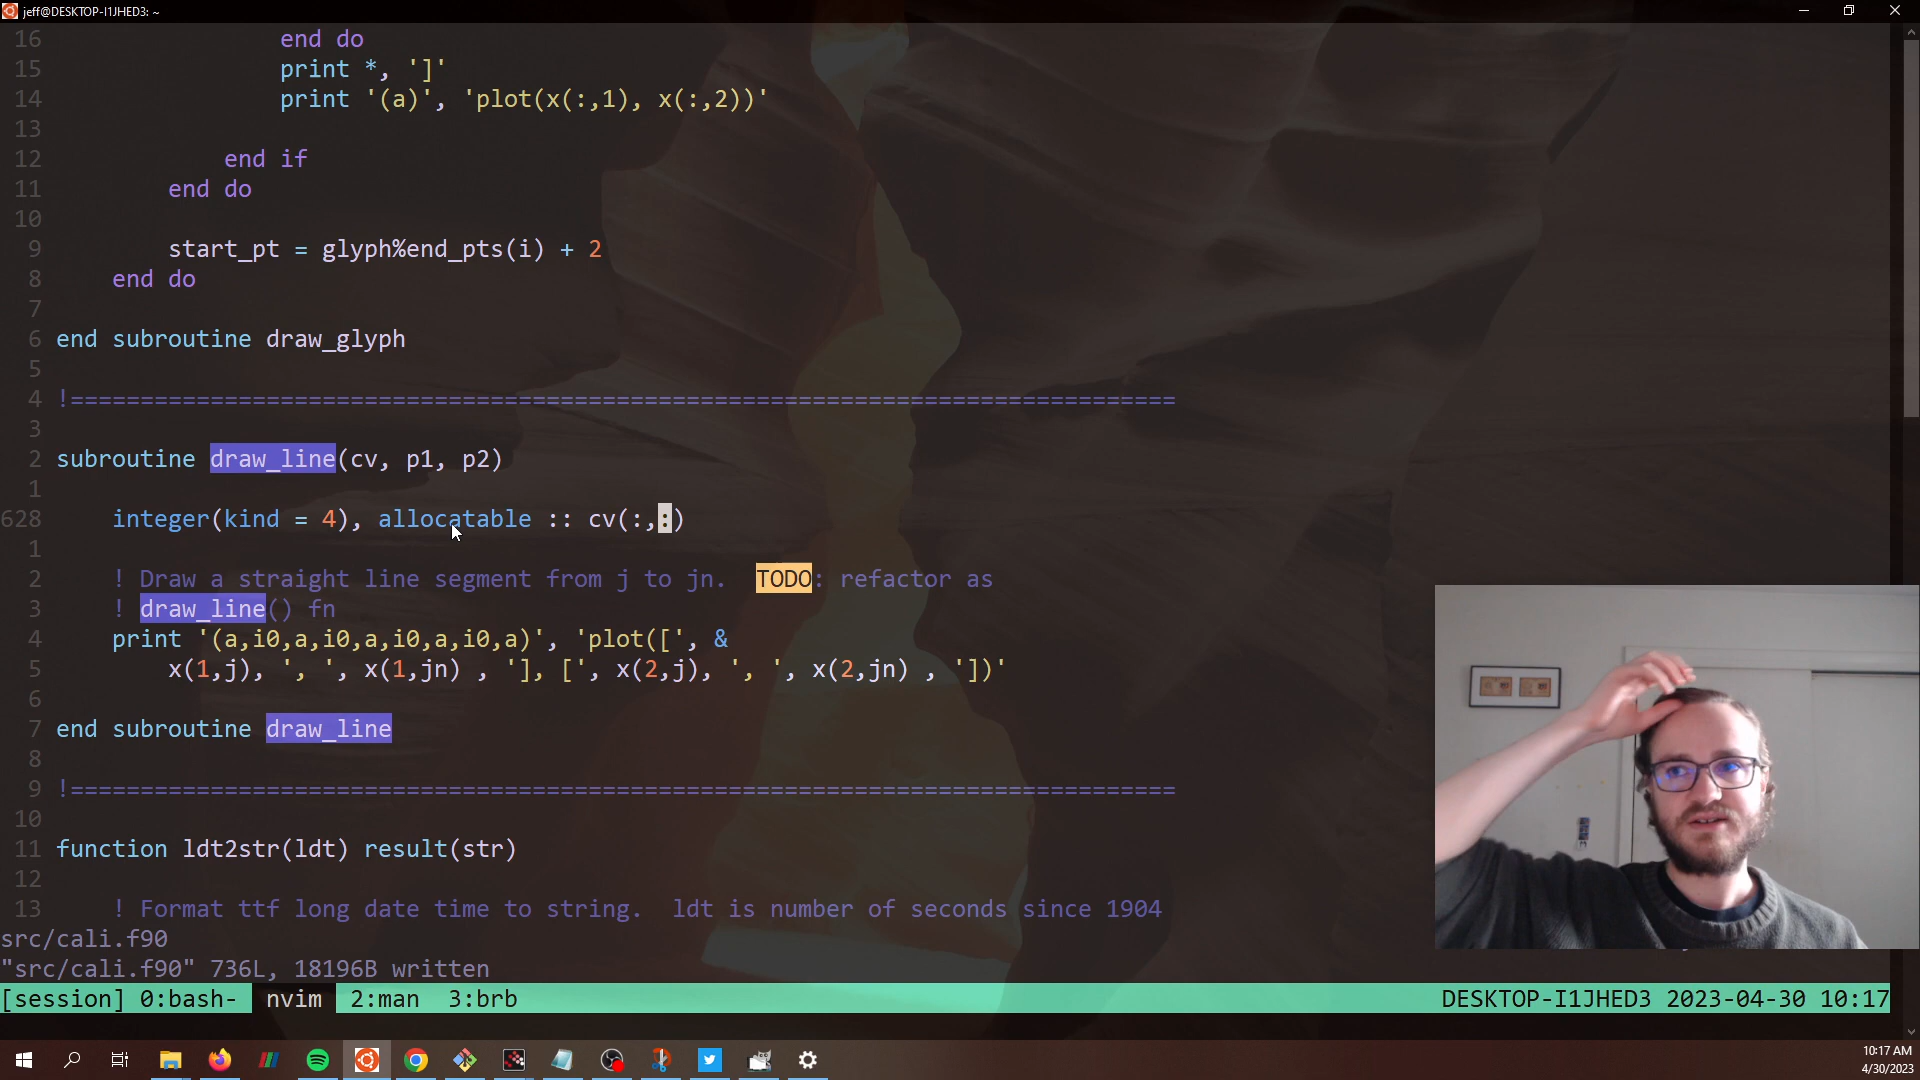 jeff@DESKTOP-I1JHED3: ~
16                 end do
15                 print *, ']'
14                 print '(a)', 'plot(x(:,1), x(:,2))'
13
12             end if
11         end do
10
9         start_pt = glyph%end_pts(i) + 2
8     end do
7
6 end subroutine draw_glyph
5
4 !===============================================================================
3
2 subroutine draw_line(cv, p1, p2)
1
628     integer(kind = 4), allocatable :: cv(:,:)
1
2     ! Draw a straight line segment from j to jn.  TODO: refactor as
3     ! draw_line() fn
4     print '(a,i0,a,i0,a,i0,a,i0,a)', 'plot([', &
5         x(1,j), ', ', x(1,jn) , '], [', x(2,j), ', ', x(2,jn) , '])'
6
7 end subroutine draw_line
8
9 !===============================================================================
10
11 function ldt2str(ldt) result(str)
12
13     ! Format ttf long date time to string.  ldt is number of seconds since 1904
src/cali.f90
"src/cali.f90" 736L, 18196B written
[session] 0:bash-  nvim  2:man  3:brb DESKTOP-I1JHED3 2023-04-30 10:17
10:17 AM
4/30/2023